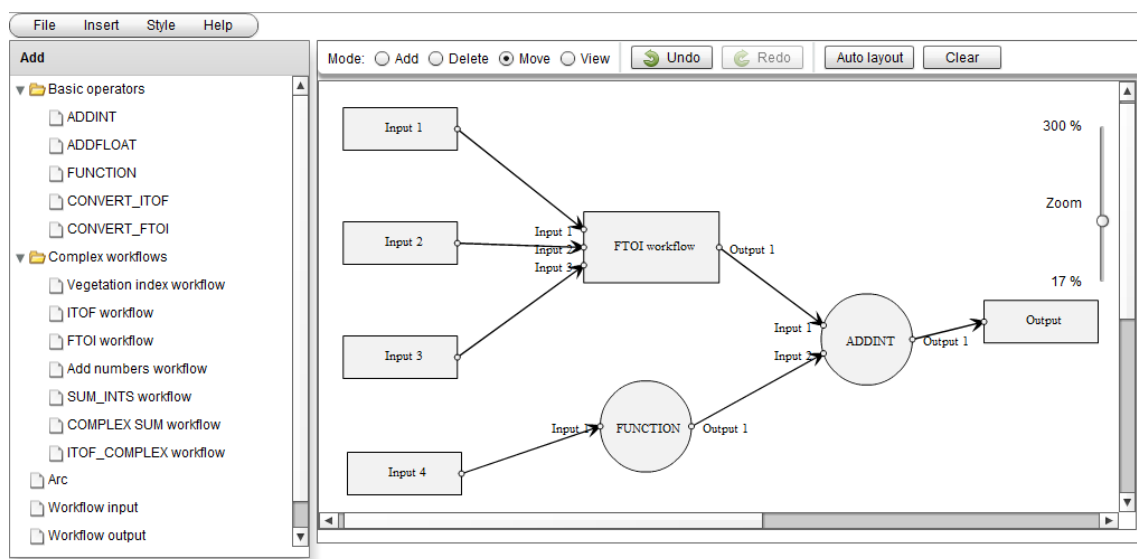 File Insert Style Help
Add
Basic operators
ADDINT
ADDFLOAT
FUNCTION
CONVERT_ITOF
CONVERT_FTOI
Complex workflows
Vegetation index workflow
ITOF workflow
FTOI workflow
Add numbers workflow
SUM_INTS workflow
COMPLEX SUM workflow
ITOF_COMPLEX workflow
Arc
Workflow input
Workflow output
Mode: Add Delete Move View Undo Redo Auto layout Clear
Input 1
300 %
Input 2
Input 1
Input 2
Input 3
FTOI workflow
Output 1
Zoom
17 %
Input 3
Input 1
Input 2
ADDINT
Output 1
Output
Input 4
Input 1
FUNCTION
Output 1